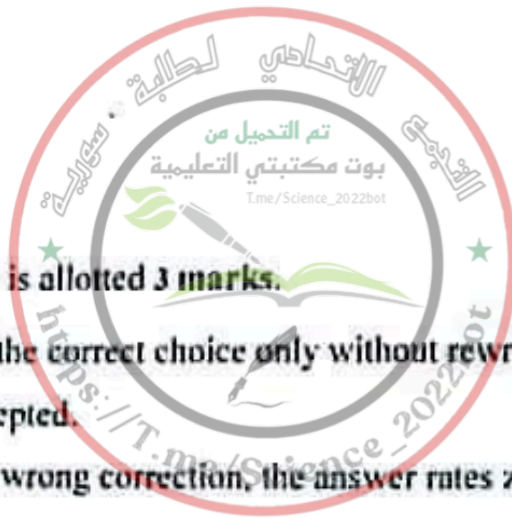 التجمع الاتحادي لطلبة سورية
تم التحميل من
بوت مكتبتي التعليمية
T.me/Science_2022bot
is allotted 3 marks.
the correct choice only without rewr
epted.
wrong correction, the answer rates z
https://T.me/Science_2022bot